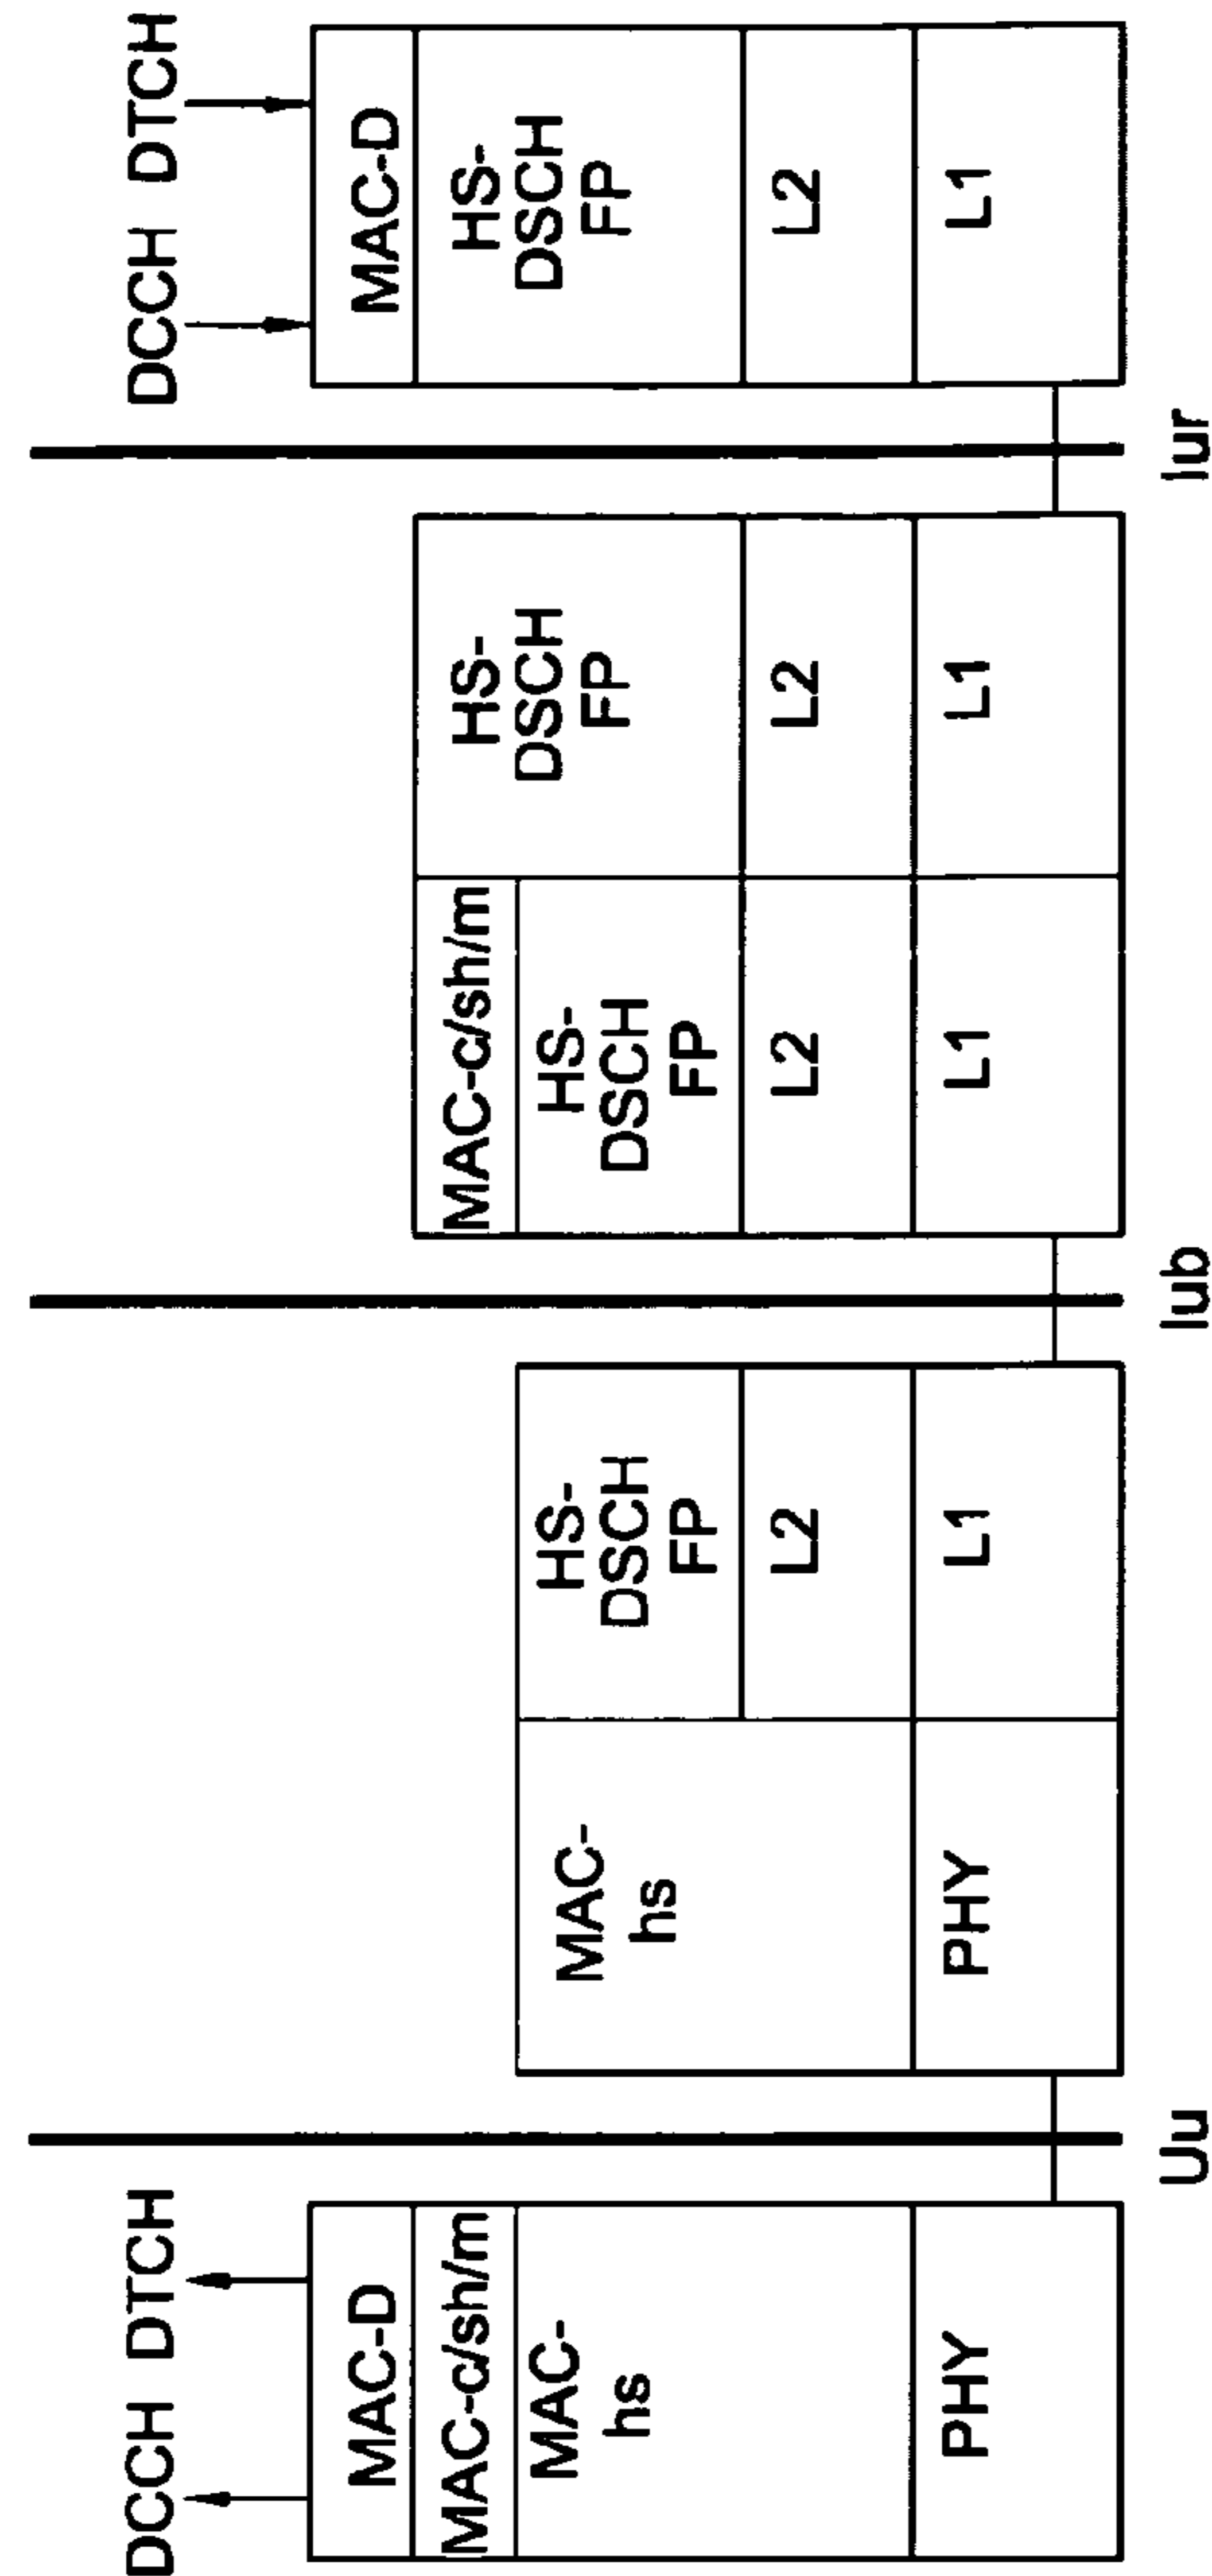 DCCH DTCH
MAC-D
MAC-c/sh/m
MAC-
hs
PHY
Uu
MAC-
hs
PHY
HS-
DSCH
FP
L2
L1
Iub
MAC-c/sh/m
HS-
DSCH
FP
L2
L1
HS-
DSCH
FP
L2
L1
Iur
DCCH DTCH
MAC-D
HS-
DSCH
FP
L2
L1